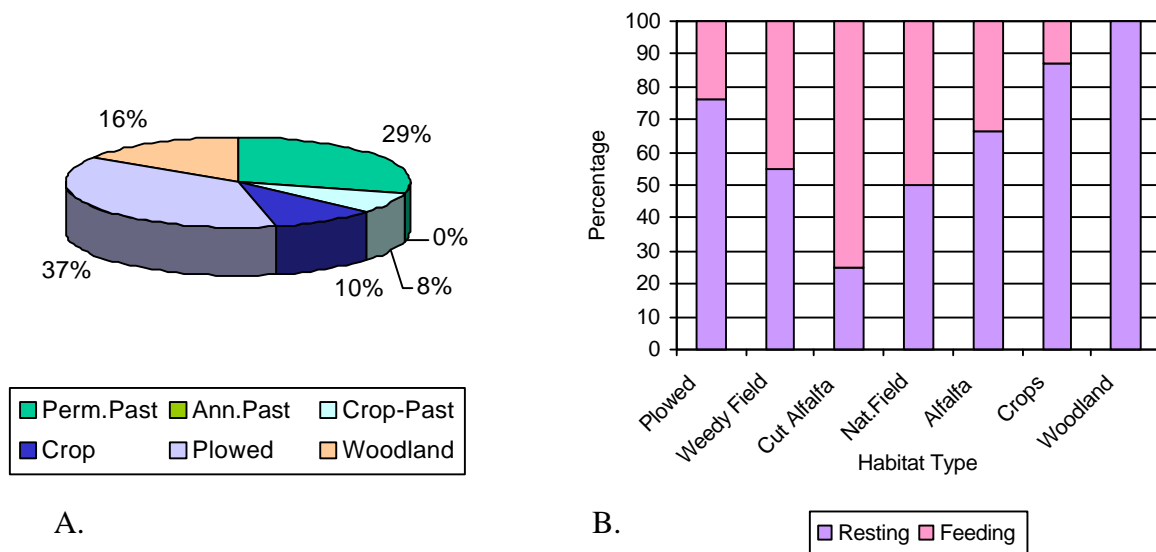 16%
29%
0%
8%
10%
37%
Perm.Past Ann.Past Crop-Past
Crop Plowed Woodland
A.
100
90
80
70
60
50
40
30
20
10
0
Percentage
Plowed
Weedy Field
Cut Alfalfa
Nat.Field
Alfalfa
Crops
Woodland
Habitat Type
B.
Resting Feeding